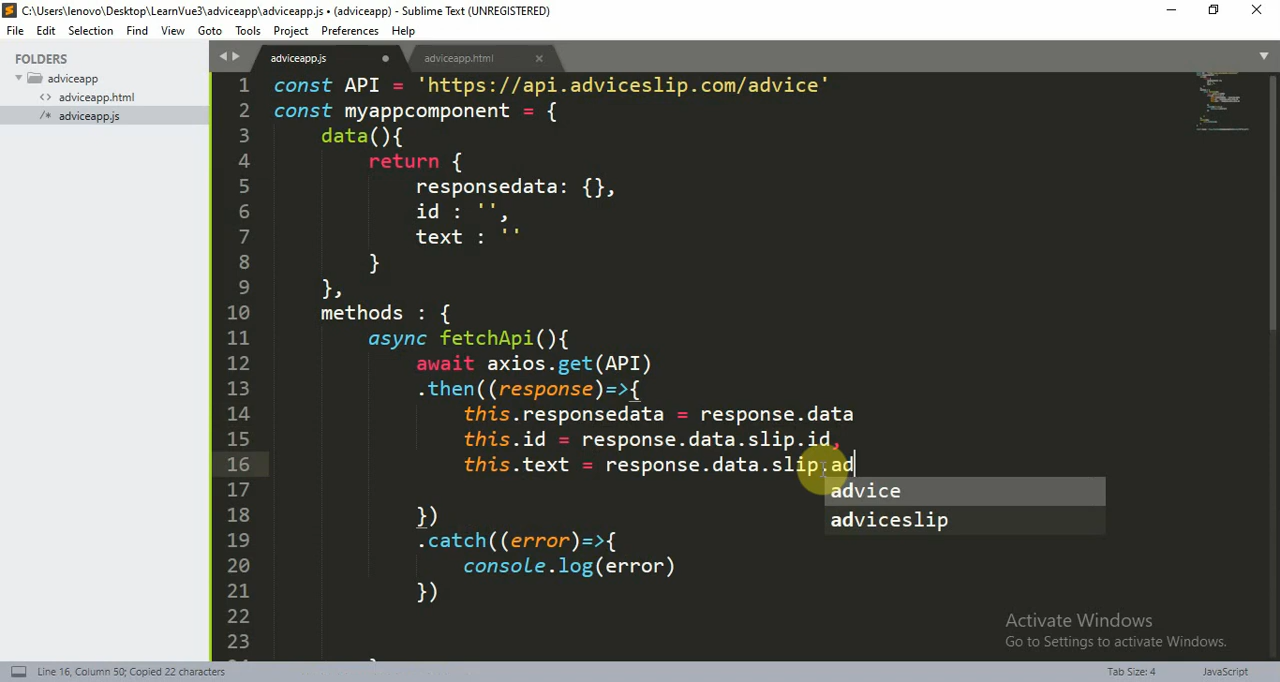 C:\Users\lenovo\Desktop\LearnVue3\adviceapp\adviceapp.js • (adviceapp) - Sublime Text (UNREGISTERED)
File Edit Selection Find View Goto Tools Project Preferences Help
FOLDERS
adviceapp
<> adviceapp.html
/* adviceapp.js
adviceapp.js adviceapp.html
1 const API = 'https://api.adviceslip.com/advice'
2 const myappcomponent = {
3 data(){
4 return {
5 responsedata: {},
6 id : '',
7 text : ''
8 }
9 },
10 methods : {
11 async fetchApi(){
12 await axios.get(API)
13 .then((response)=>{
14 this.responsedata = response.data
15 this.id = response.data.slip.id,
16 this.text = response.data.slip.ad
advice
adviceslip
17
18 })
19 .catch((error)=>{
20 console.log(error)
21 })
22
23
Activate Windows
Go to Settings to activate Windows.
Line 16, Column 50; Copied 22 characters
Tab Size: 4
JavaScript